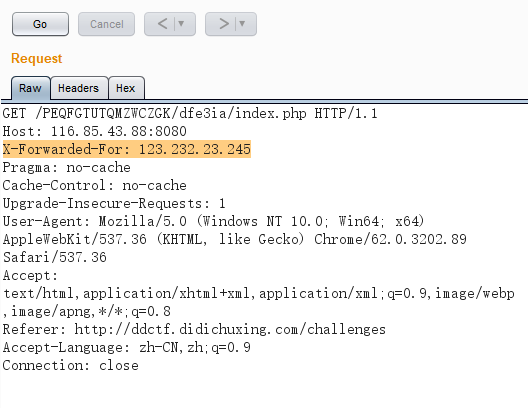 Go Cancel < >
Request
Raw Headers Hex
GET /PEQFGTUTQMZWCZGK/dfe3ia/index.php HTTP/1.1
Host: 116.85.43.88:8080
X-Forwarded-For: 123.232.23.245
Pragma: no-cache
Cache-Control: no-cache
Upgrade-Insecure-Requests: 1
User-Agent: Mozilla/5.0 (Windows NT 10.0; Win64; x64)
AppleWebKit/537.36 (KHTML, like Gecko) Chrome/62.0.3202.89
Safari/537.36
Accept:
text/html,application/xhtml+xml,application/xml;q=0.9,image/webp
,image/apng,*/*;q=0.8
Referer: http://ddctf.didichuxing.com/challenges
Accept-Language: zh-CN,zh;q=0.9
Connection: close